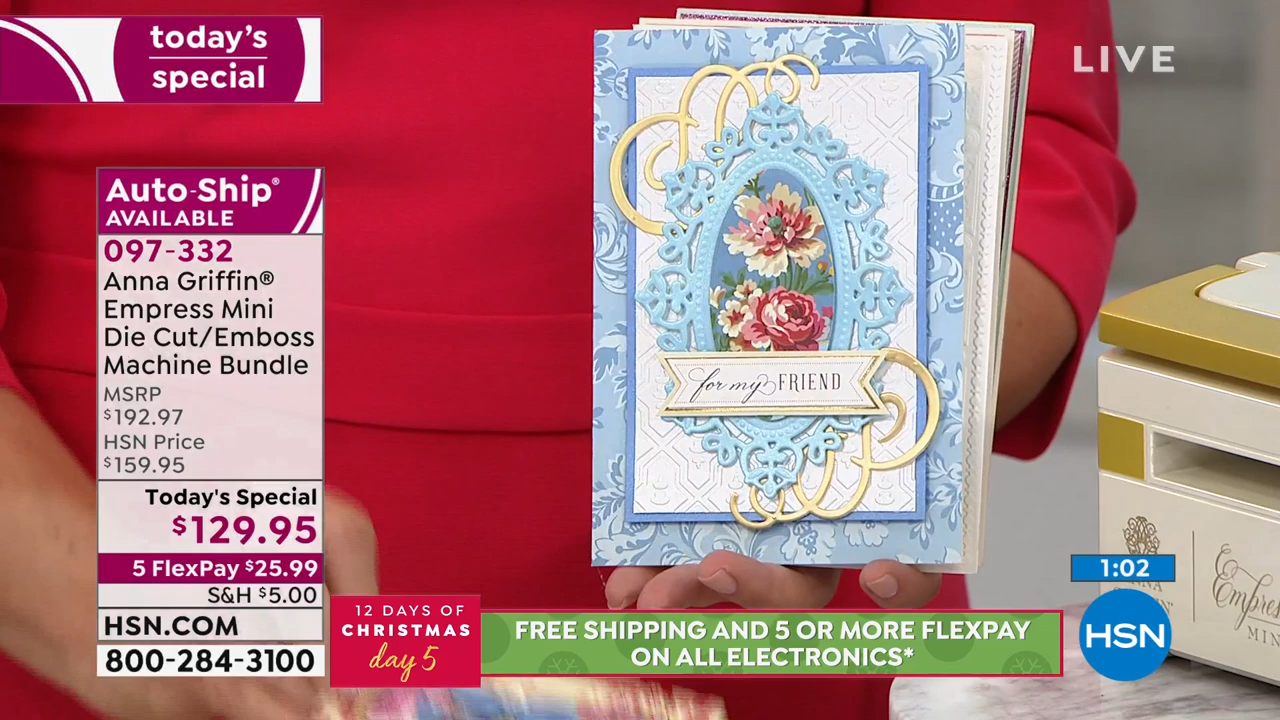 today's
special
LIVE
Auto-Ship®
AVAILABLE
097-332
Anna Griffin®
Empress Mini
Die Cut/Emboss
Machine Bundle
MSRP
$192.97
HSN Price
$159.95
Today's Special
$129.95
5 FlexPay $25.99
S&H $5.00
HSN.COM
800-284-3100
for my FRIEND
12 DAYS OF
CHRISTMAS
day 5
FREE SHIPPING AND 5 OR MORE FLEXPAY
ON ALL ELECTRONICS*
1:02
HSN
MIN